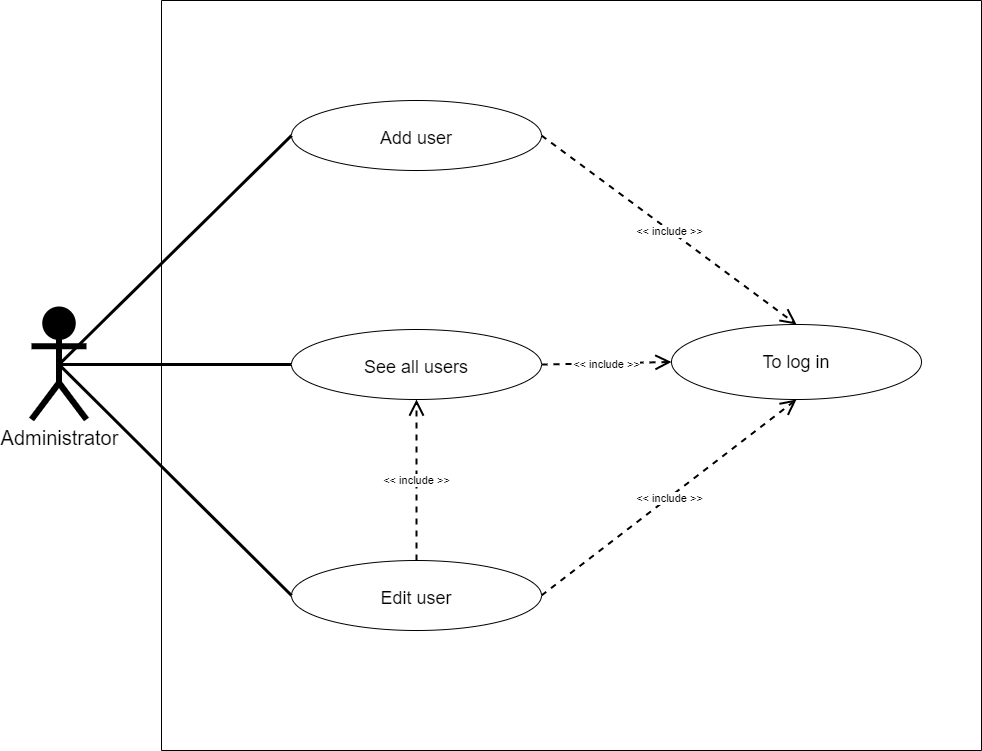 Add user
<< include >>
See all users
<< include >>
To log in
Administrator
<< include >>
<< include >>
Edit user